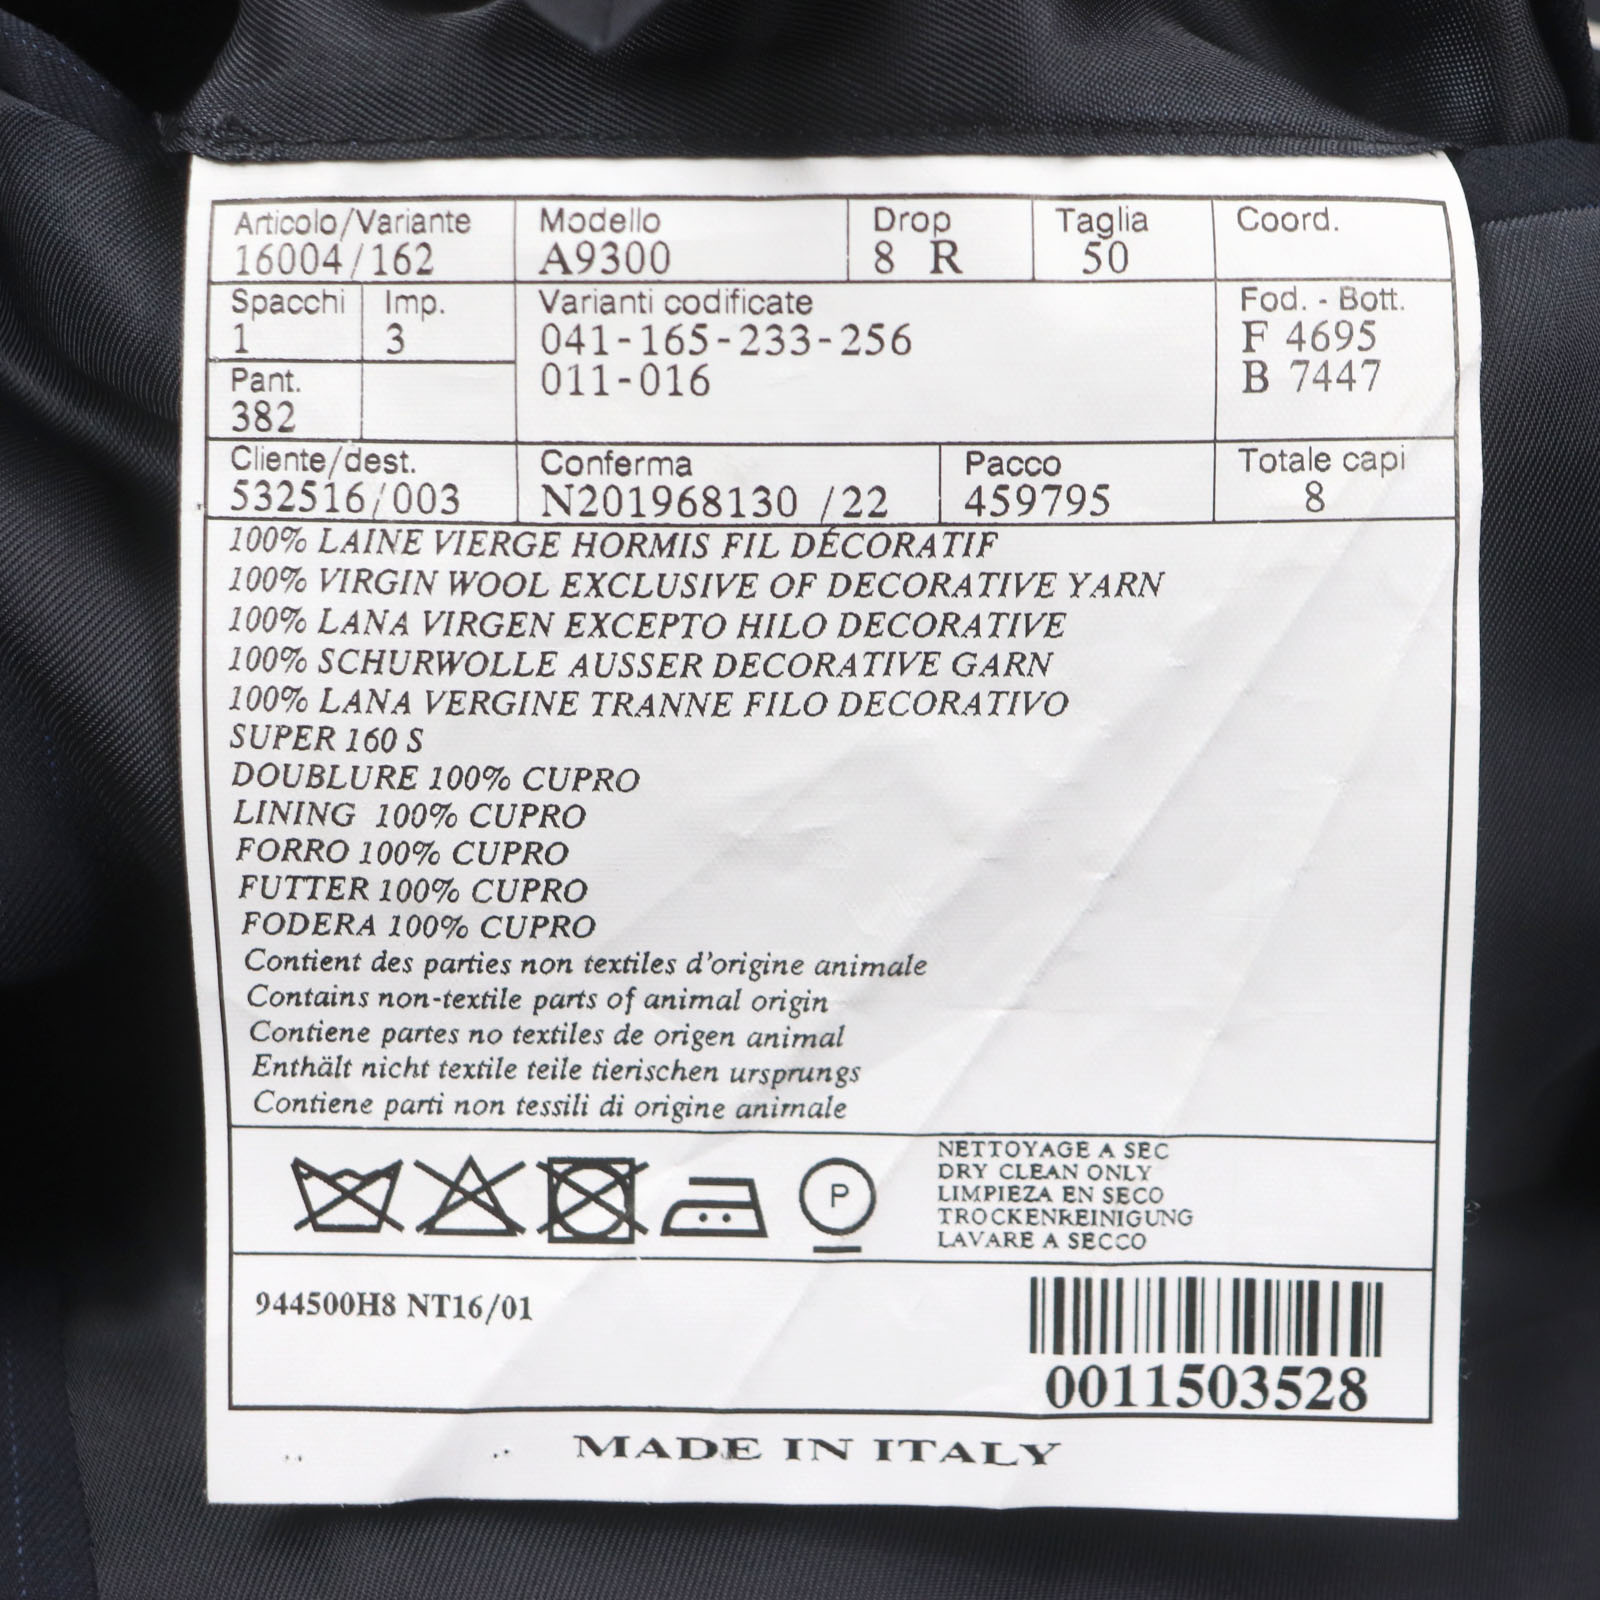 Articolo/Variante Modello Drop Taglia Coord.
16004/162 A9300 8 R 50
Spacchi Imp. Varianti codificate Fod. - Bott.
1 3 041-165-233-256 F 4695
Pant. 011-016 B 7447
382
Cliente/dest. Conferma Pacco Totale capi
532516/003 N201968130 /22 459795 8
100% LAINE VIERGE HORMIS FIL DÉCORATIF
100% VIRGIN WOOL EXCLUSIVE OF DECORATIVE YARN
100% LANA VIRGEN EXCEPTO HILO DECORATIVE
100% SCHURWOLLE AUSSER DECORATIVE GARN
100% LANA VERGINE TRANNE FILO DECORATIVO
SUPER 160 S
DOUBLURE 100% CUPRO
LINING 100% CUPRO
FORRO 100% CUPRO
FUTTER 100% CUPRO
FODERA 100% CUPRO
Contient des parties non textiles d'origine animale
Contains non-textile parts of animal origin
Contiene partes no textiles de origen animal
Enthält nicht textile teile tierischen ursprungs
Contiene parti non tessili di origine animale
P
NETTOYAGE A SEC
DRY CLEAN ONLY
LIMPIEZA EN SECO
TROCKENREINIGUNG
LAVARE A SECCO
944500H8 NT16/01
0011503528
MADE IN ITALY